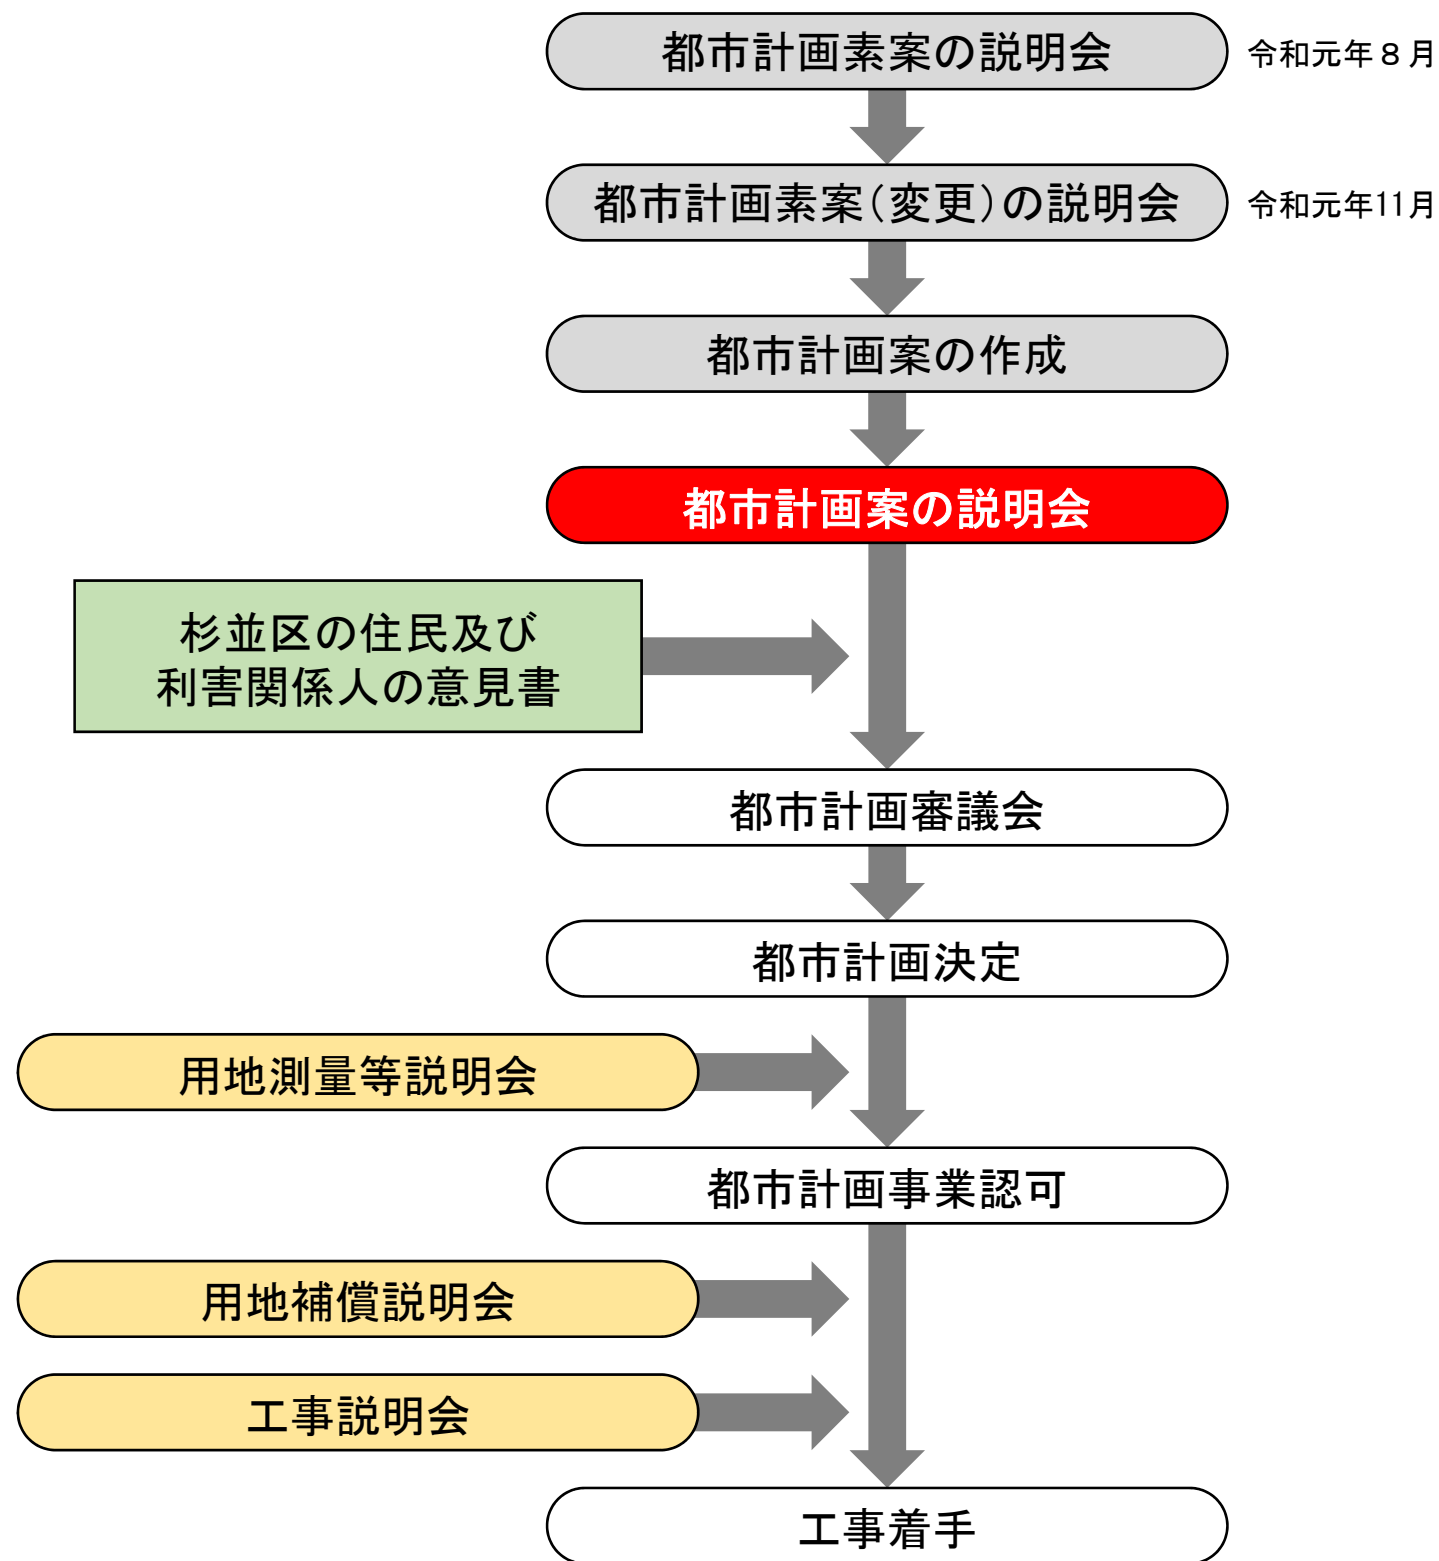 都市計画素案の説明会
令和元年８月
都市計画素案（変更）の説明会
令和元年11月
都市計画案の作成
都市計画案の説明会
杉並区の住民及び
利害関係人の意見書
都市計画審議会
都市計画決定
用地測量等説明会
都市計画事業認可
用地補償説明会
工事説明会
工事着手